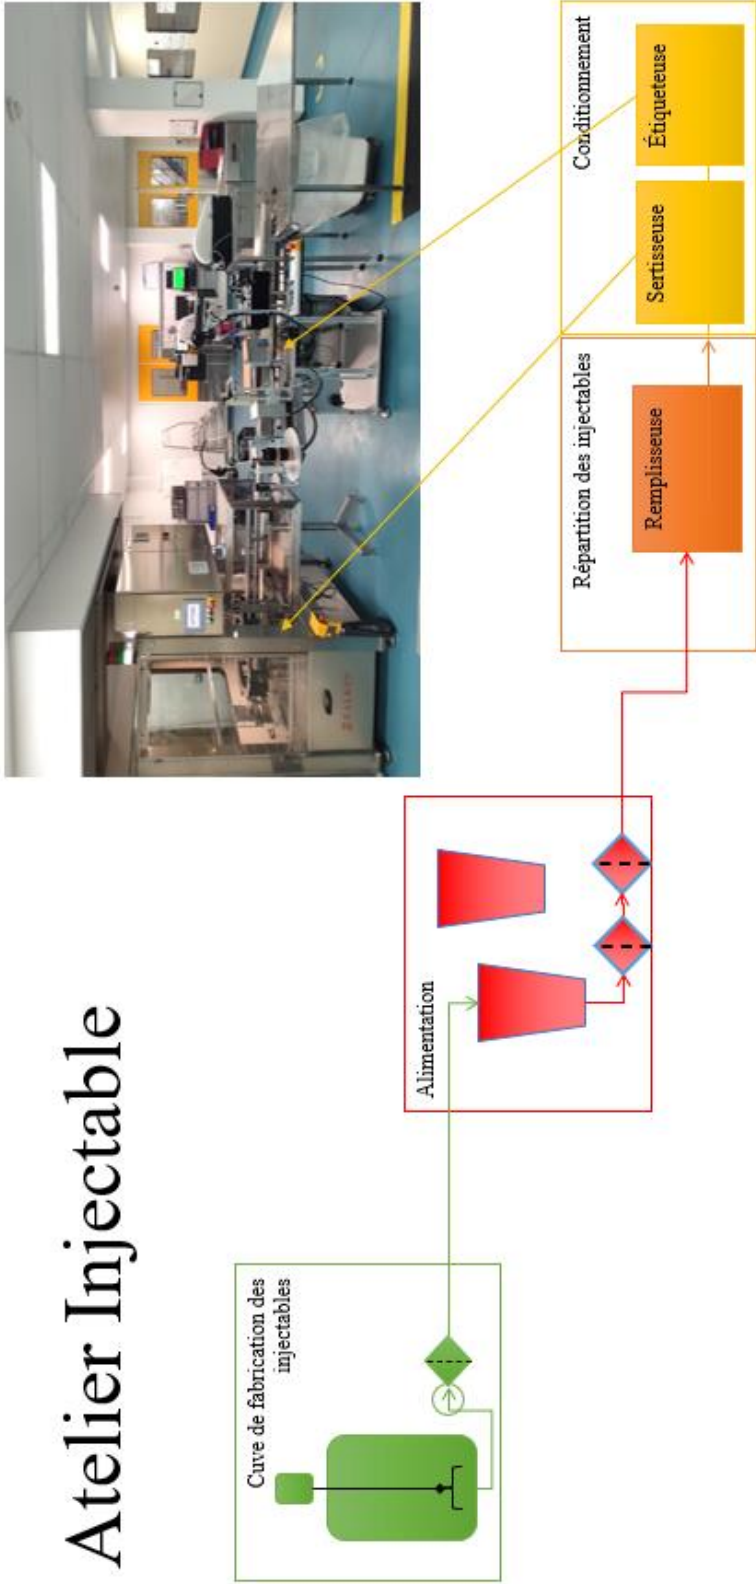 Atelier Injectable
Cuve de fabrication des
injectables
Alimentation
Répartition des injectables
Remplisseuse
Conditionnement
Sertisseuse
Étiqueteuse